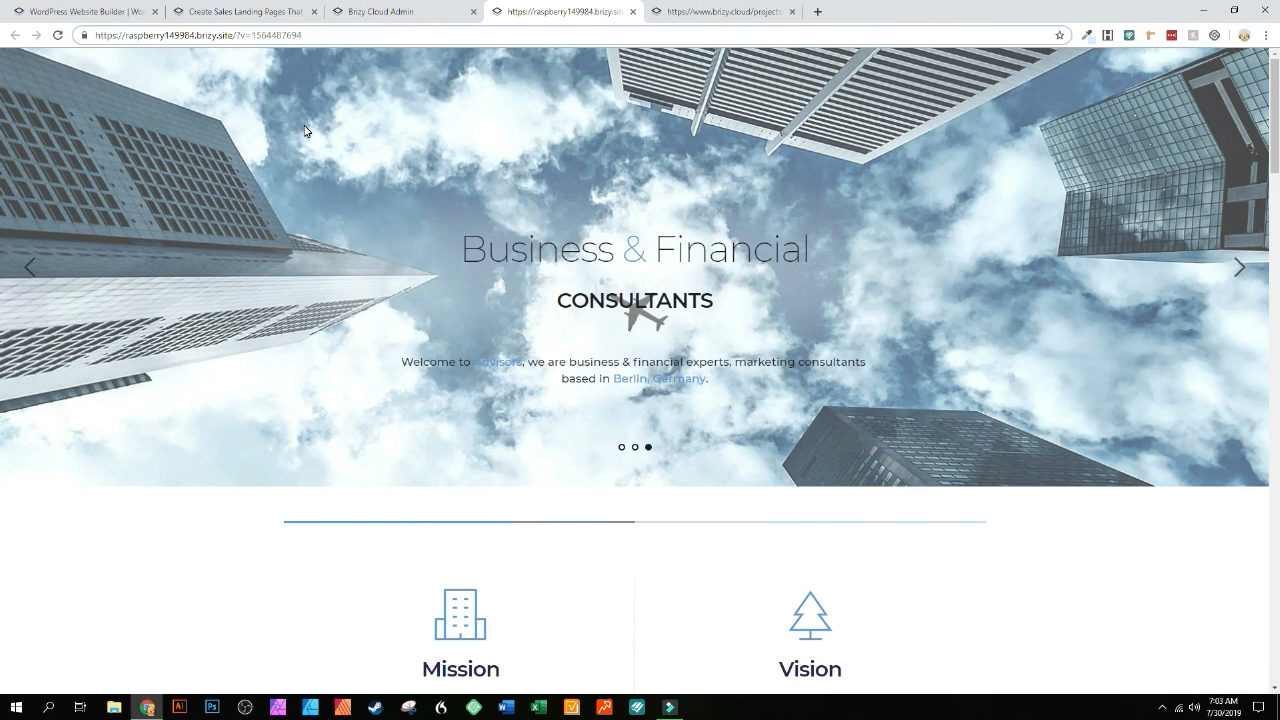 WordPress Website Builder | Wo
Create Sales Landing Pages That
Brizy Cloud Admin
https://raspberry149984.brizy.site
https://www.brizy.cloud/projects
https://raspberry149984.brizy.site/?v=1564487694
Business & Financial
CONSULTANTS
Welcome to Advisors, we are business & financial experts, marketing consultants
based in Berlin, Germany.
Mission
Vision
7:03 AM
7/30/2019